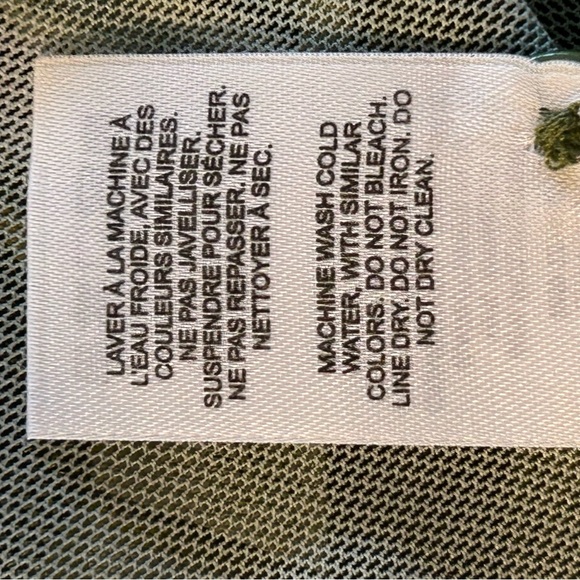 LAVER À LA MACHINE À
L'EAU FROIDE, AVEC DES
COULEURS SIMILAIRES.
NE PAS JAVELLISER.
SUSPENDRE POUR SÉCHER.
NE PAS REPASSER. NE PAS
NETTOYER À SEC.
MACHINE WASH COLD
WATER, WITH SIMILAR
COLORS. DO NOT BLEACH.
LINE DRY. DO NOT IRON. DO
NOT DRY CLEAN.